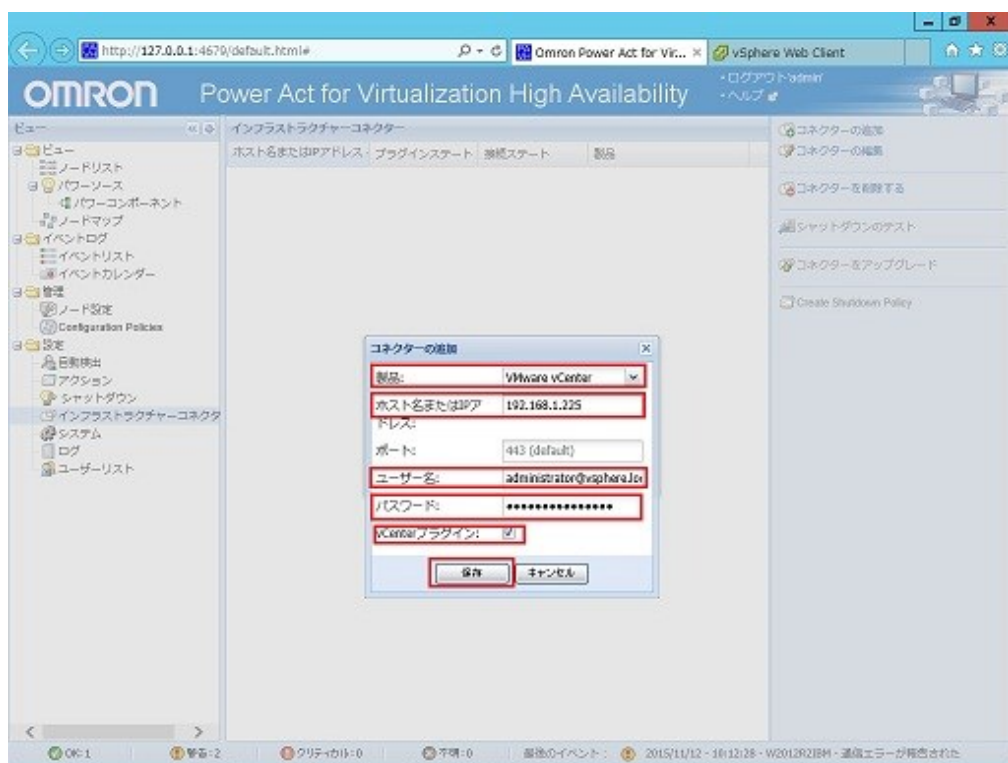 http://127.0.0.1:4679/default.html#
Omron Power Act for Vir...
vSphere Web Client
OMRON
Power Act for Virtualization High Availability
ログアウト'admin'
ヘルプ
ビュー
インフラストラクチャーコネクター
ホスト名またはIPアドレス
プラグインステート
接続ステート
製品
ビュー
ノードリスト
パワーソース
パワーコンポーネント
ノードマップ
イベントログ
イベントリスト
イベントカレンダー
管理
ノード設定
Configuration Policies
設定
自動検出
アクション
シャットダウン
インフラストラクチャーコネクタ
システム
ログ
ユーザーリスト
コネクターの追加
コネクターの編集
コネクターを削除する
シャットダウンのテスト
コネクターをアップグレード
Create Shutdown Policy
コネクターの追加
製品:
VMware vCenter
ホスト名またはIPア
ドレス:
192.168.1.225
ポート:
443 (default)
ユーザー名:
administrator@vsphere.loc
パスワード:
vCenterプラグイン:
保存
キャンセル
OK:1
警告:2
クリティカル:0
不明:0
最後のイベント:
2015/11/12 - 10:12:28 - W2012R2IBM - 通信エラーが報告された